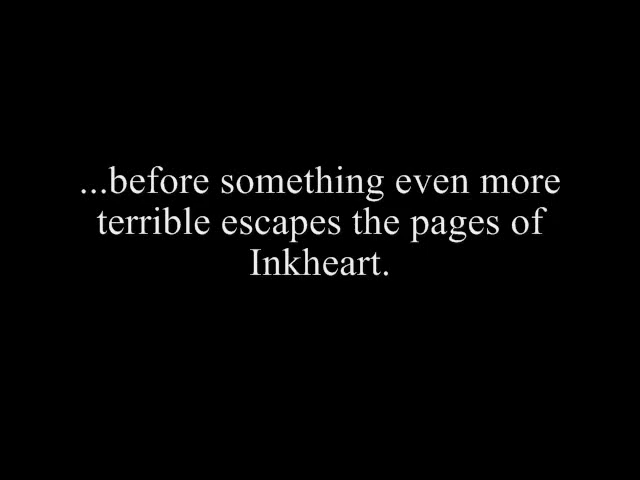 ...before something even more
terrible escapes the pages of
Inkheart.